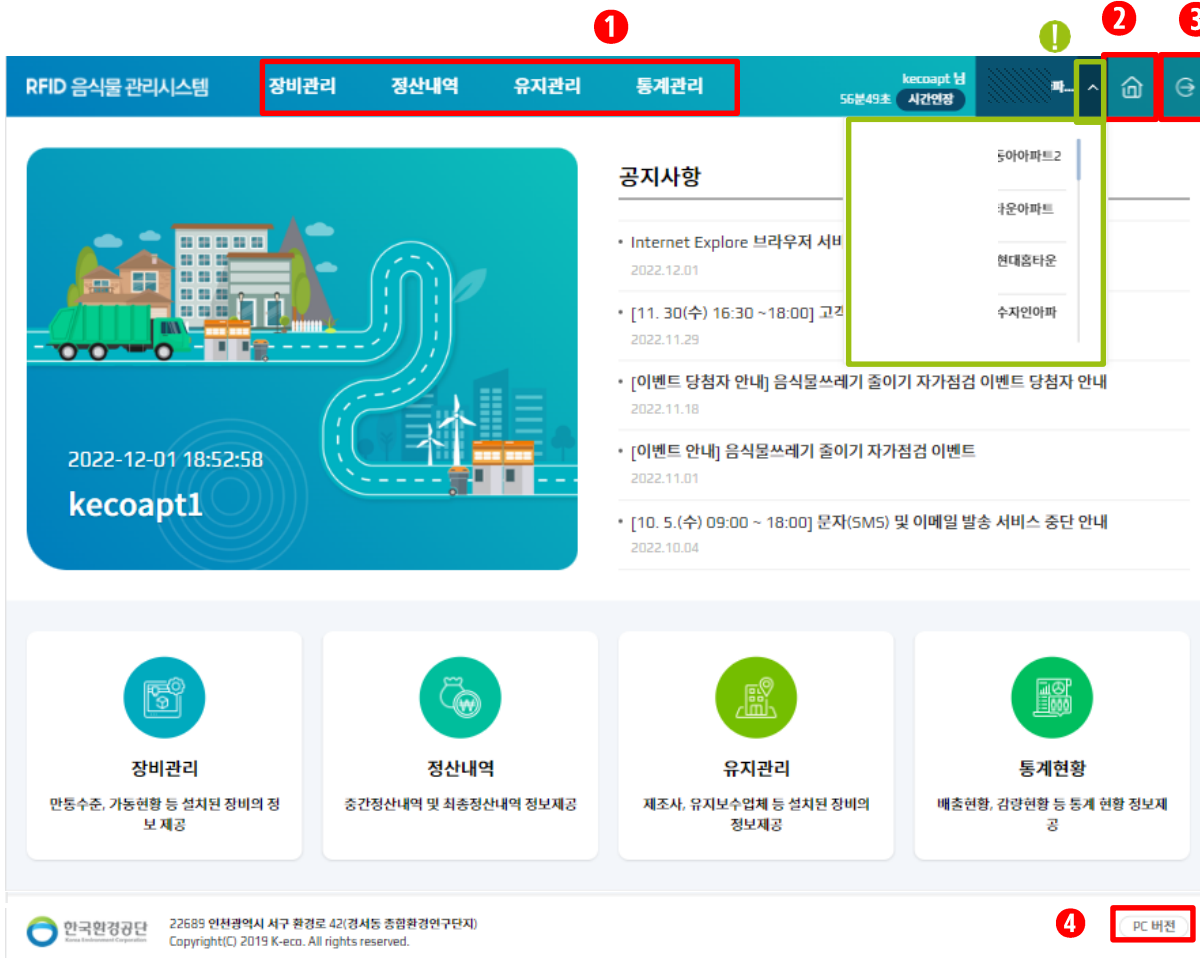 1
2
3
!
RFID 음식물 관리시스템
장비관리 정산내역 유지관리 통계관리
kecoapt 님
56분49초 시간연장
파...
동아아파트2
타운아파트
현대홈타운
수지인아파
공지사항
• Internet Explore 브라우저 서비
2022.12.01
• [11. 30(수) 16:30 ~18:00] 고객
2022.11.29
• [이벤트 당첨자 안내] 음식물쓰레기 줄이기 자가점검 이벤트 당첨자 안내
2022.11.18
• [이벤트 안내] 음식물쓰레기 줄이기 자가점검 이벤트
2022.11.01
• [10. 5.(수) 09:00 ~ 18:00] 문자(SMS) 및 이메일 발송 서비스 중단 안내
2022.10.04
2022-12-01 18:52:58
kecoapt1
장비관리
만통수준, 가동현황 등 설치된 장비의 정
보 제공
정산내역
중간정산내역 및 최종정산내역 정보제공
유지관리
제조사, 유지보수업체 등 설치된 장비의
정보제공
통계현황
배출현황, 감량현황 등 통계 현황 정보제
공
한국환경공단
Korea Environment Corporation
22689 인천광역시 서구 환경로 42(경서동 종합환경연구단지)
Copyright(C) 2019 K-eco. All rights reserved.
4
PC 버전